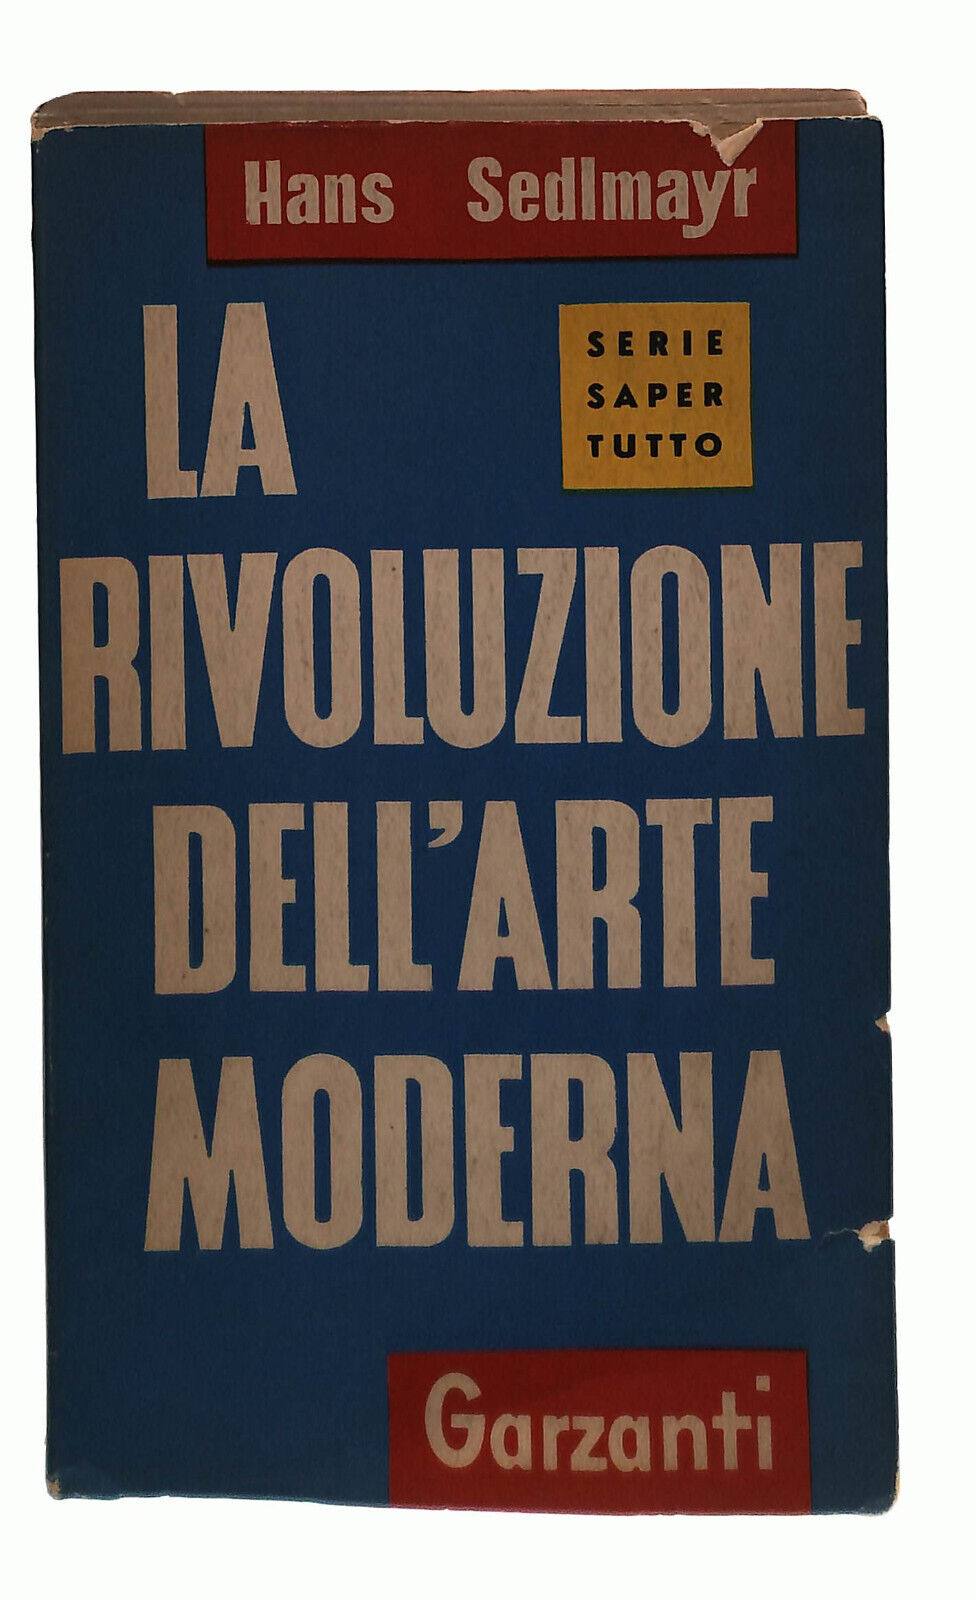 Hans Sedlmayr
LA
SERIE
SAPER
TUTTO
RIVOLUZIONE
DELL'ARTE
MODERNA
Garzanti